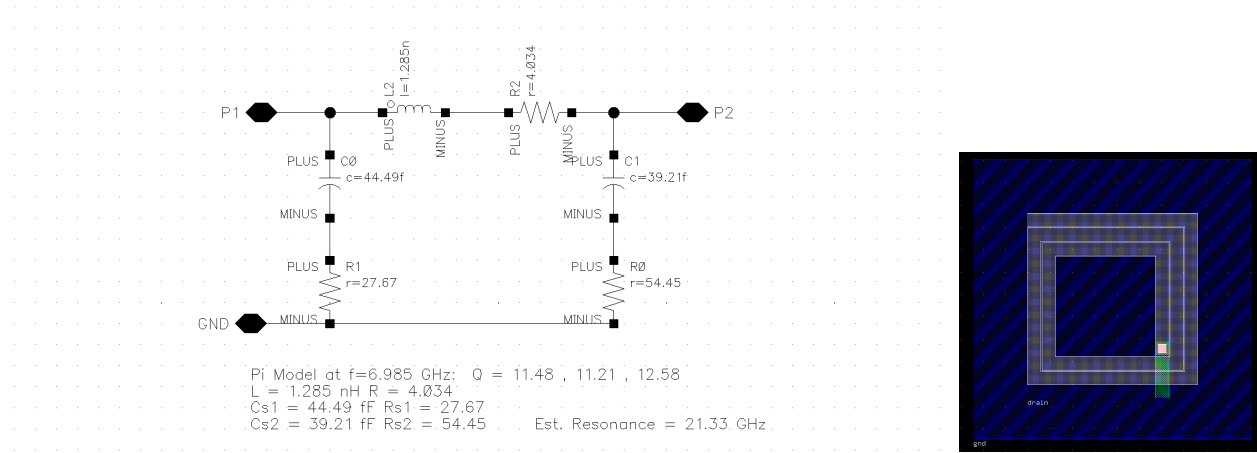 L2
l=1.285n
R2
r=4.034
P1
P2
PLUS
MINUS
PLUS
MINUS
PLUS C0
c=44.49f
MINUS
PLUS C1
c=39.21f
MINUS
PLUS R1
r=27.67
MINUS
PLUS R0
r=54.45
MINUS
GND
Pi Model at f=6.985 GHz: Q = 11.48 , 11.21 , 12.58
L = 1.285 nH R = 4.034
Cs1 = 44.49 fF Rs1 = 27.67
Cs2 = 39.21 fF Rs2 = 54.45 Est. Resonance = 21.33 GHz
drain
gnd